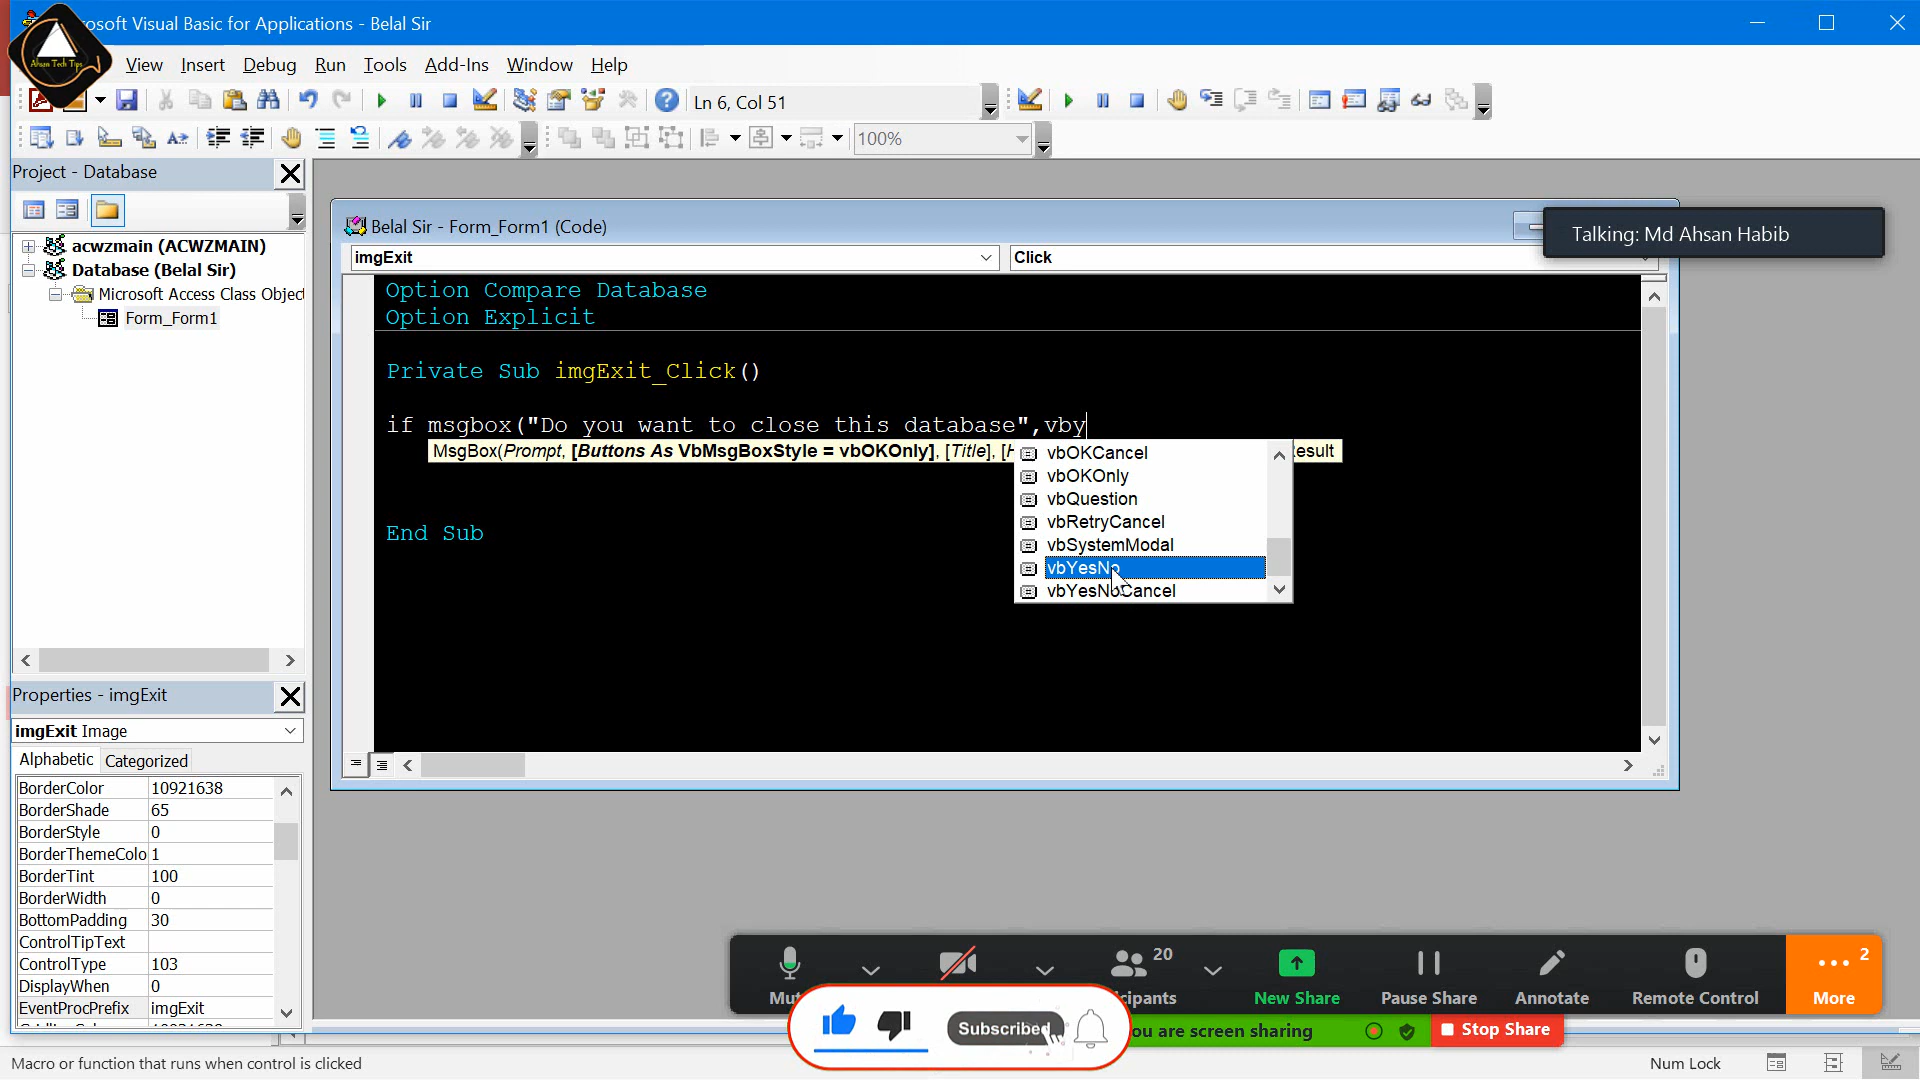 osoft Visual Basic for Applications - Belal Sir
Ahsan Tech Tips
View Insert Debug Run Tools Add-Ins Window Help
Ln 6, Col 51
100%
Project - Database
acwzmain (ACWZMAIN)
Database (Belal Sir)
Microsoft Access Class Object
Form_Form1
Belal Sir - Form_Form1 (Code)
Talking: Md Ahsan Habib
imgExit
Click
Option Compare Database
Option Explicit
Private Sub imgExit_Click()
if msgbox("Do you want to close this database",vby
MsgBox(Prompt, [Buttons As VbMsgBoxStyle = vbOKOnly], [Title], [H
esult
vbOKCancel
vbOKOnly
vbQuestion
vbRetryCancel
vbSystemModal
vbYesNo
vbYesNoCancel
End Sub
Properties - imgExit
imgExit Image
Alphabetic Categorized
BorderColor 10921638
BorderShade 65
BorderStyle 0
BorderThemeColo 1
BorderTint 100
BorderWidth 0
BottomPadding 30
ControlTipText
ControlType 103
DisplayWhen 0
EventProcPrefix imgExit
20
2
Mu
cipants
New Share
Pause Share
Annotate
Remote Control
More
Subscribed
ou are screen sharing
Stop Share
Macro or function that runs when control is clicked
Num Lock